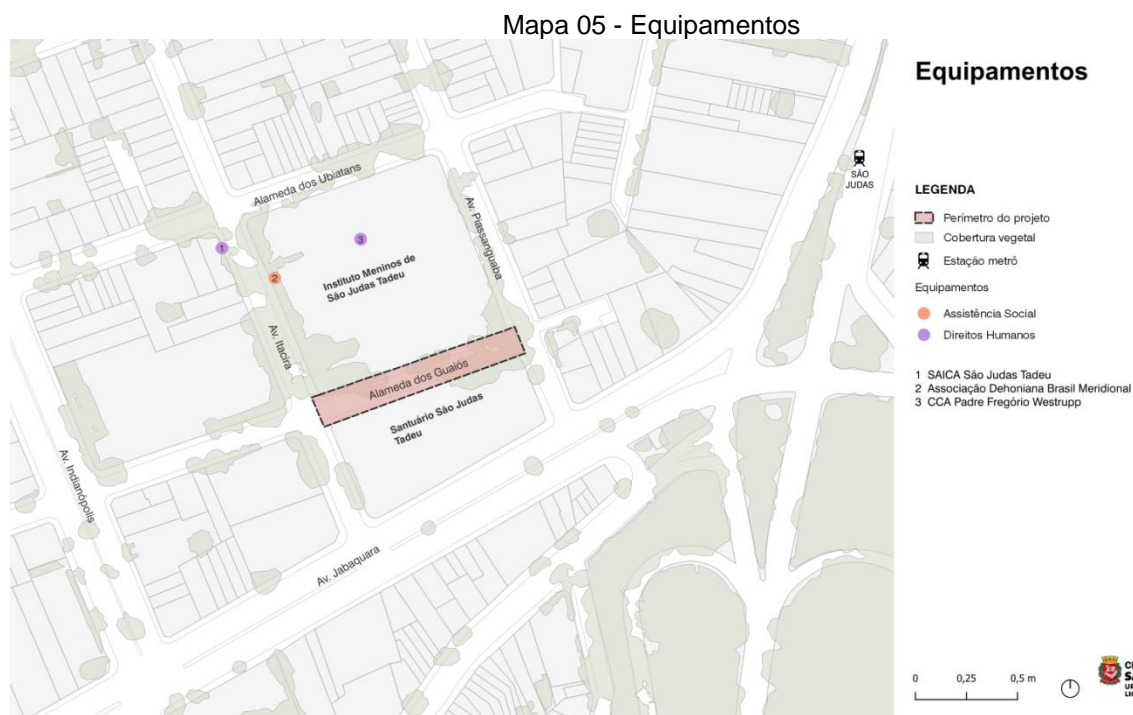 Mapa 05 - Equipamentos
Equipamentos
SÃO
JUDAS
Alameda dos Ubiatans
Av. Piassanguaba
Instituto Meninos de
São Judas Tadeu
Av. Itacira
Alameda dos Guaiós
Santuário São Judas
Tadeu
Av. Indianópolis
Av. Jabaquara
1
2
3
LEGENDA
Perímetro do projeto
Cobertura vegetal
Estação metrô
Equipamentos
Assistência Social
Direitos Humanos
1 SAICA São Judas Tadeu
2 Associação Dehoniana Brasil Meridional
3 CCA Padre Fregório Westrupp
0 0,25 0,5 m